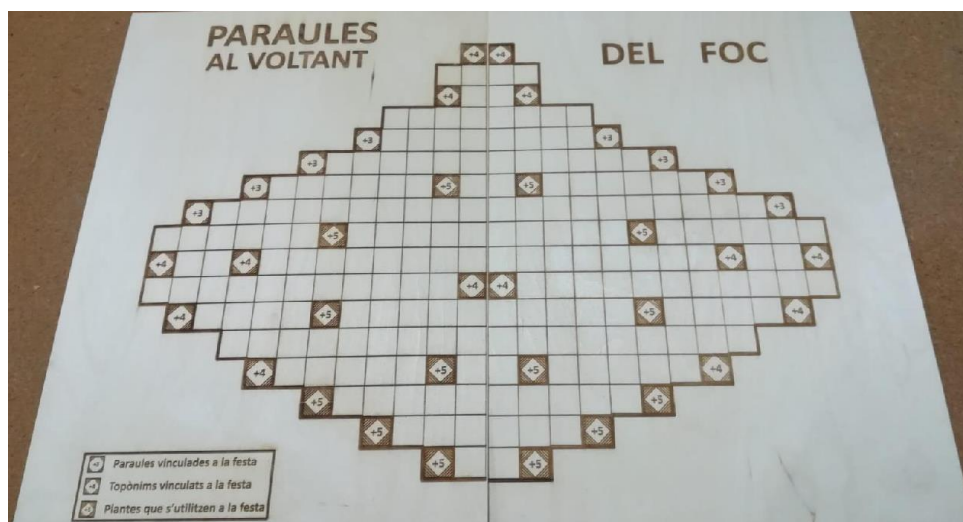 PARAULES
AL VOLTANT
DEL FOC
+4 +4
+4 +4
+3 +3
+3 +3
+3 +5 +5 +3
+3 +3
+5 +5
+4 +4 +4 +4
+4 +4
+4 +5 +5 +4
+4 +5 +5 +4
+5 +5
+5 +5
+5 +5
Paraules vinculades a la festa
Topònims vinculats a la festa
Plantes que s'utilitzen a la festa